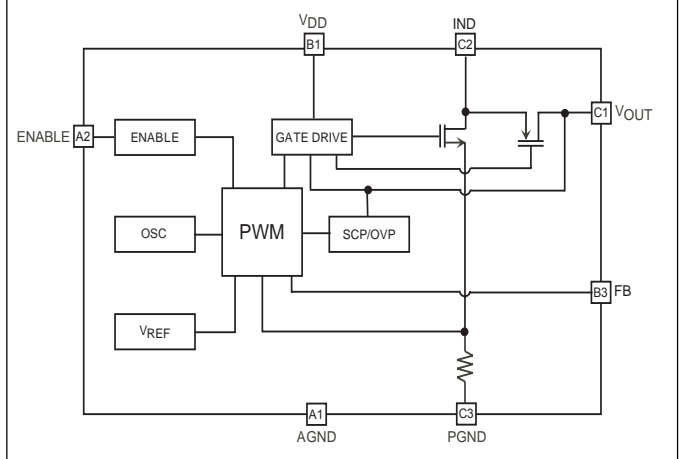 VDD
B1
IND
C2
ENABLE A2
ENABLE
GATE DRIVE
C1 VOUT
OSC
PWM
SCP/OVP
B3 FB
VREF
A1
AGND
C3
PGND